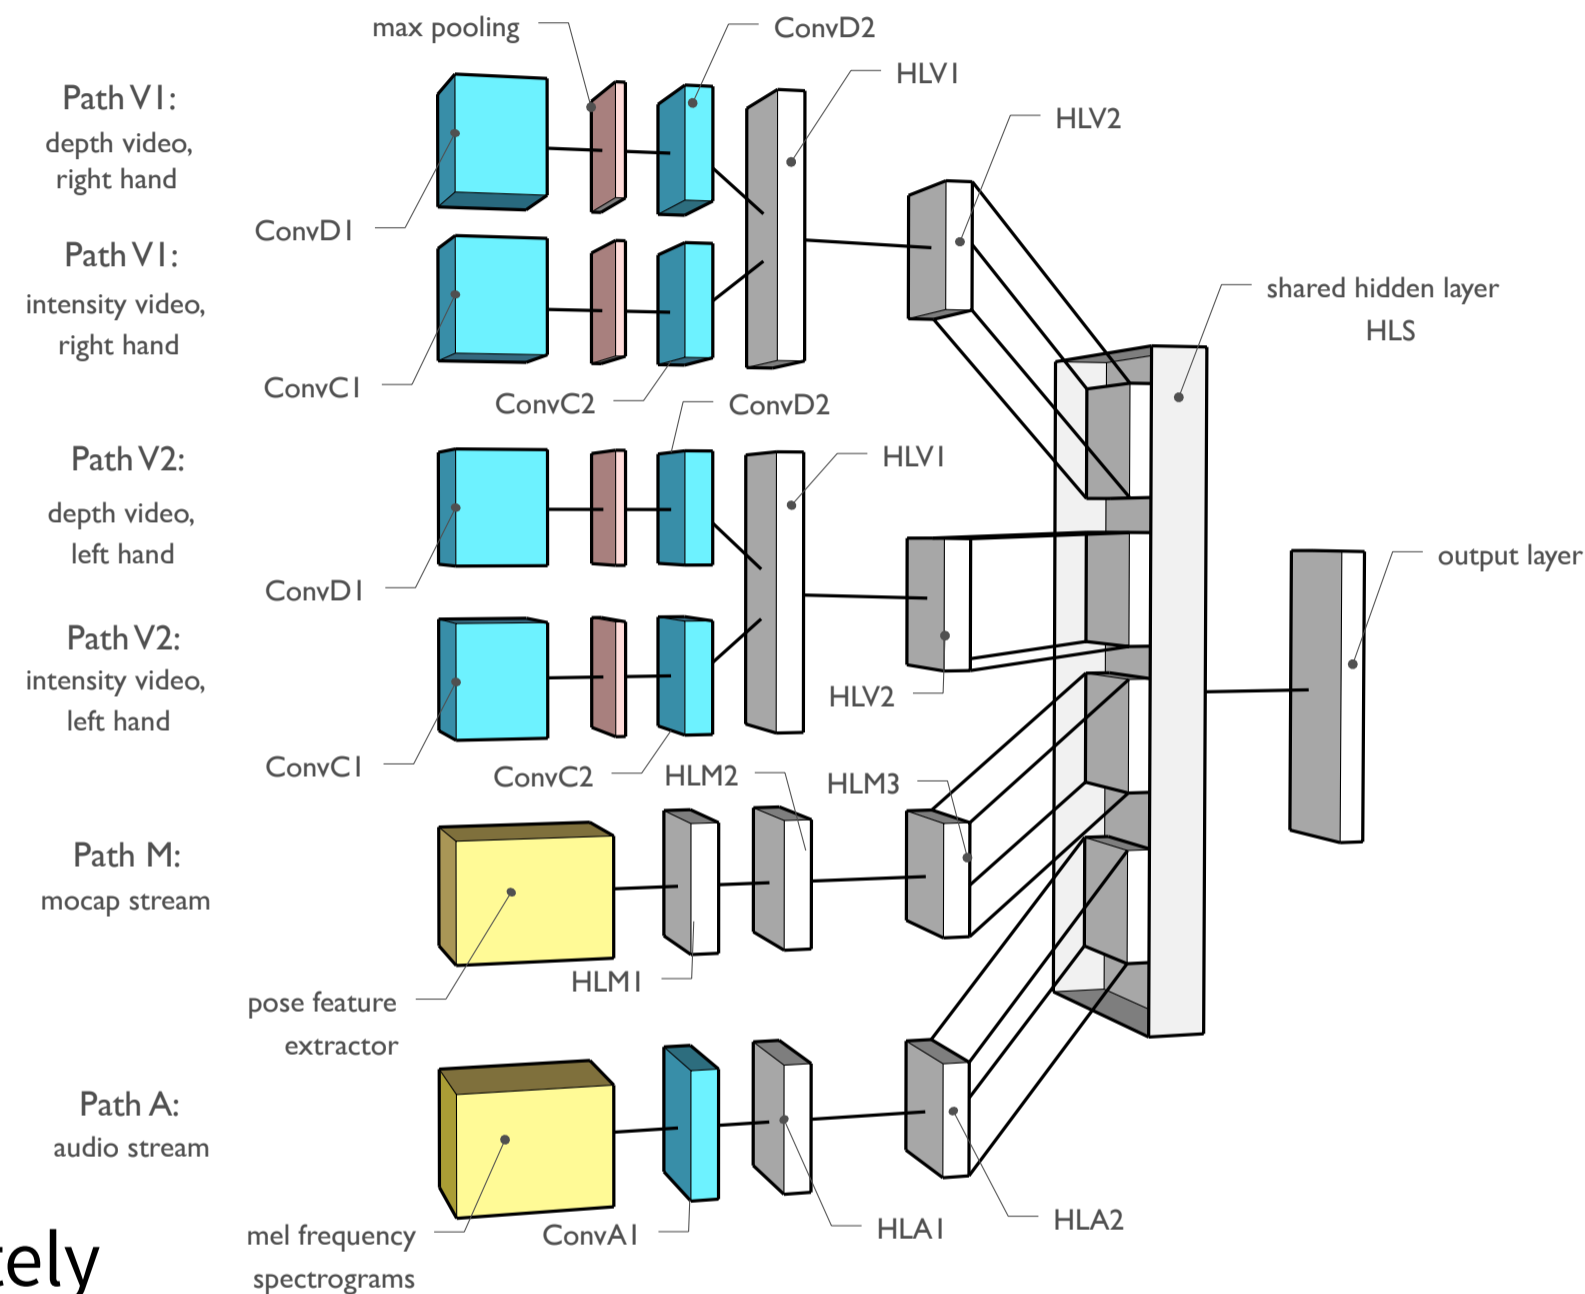 max pooling
ConvD2
HLV1
Path V1:
depth video,
right hand
HLV2
ConvD1
Path V1:
intensity video,
right hand
shared hidden layer
HLS
ConvC1
ConvC2
ConvD2
Path V2:
depth video,
left hand
HLV1
output layer
ConvD1
Path V2:
intensity video,
left hand
HLV2
ConvC1
ConvC2
HLM2
HLM3
Path M:
mocap stream
HLM1
pose feature
extractor
Path A:
audio stream
mel frequency
spectrograms
ConvA1
HLA1
HLA2
tely